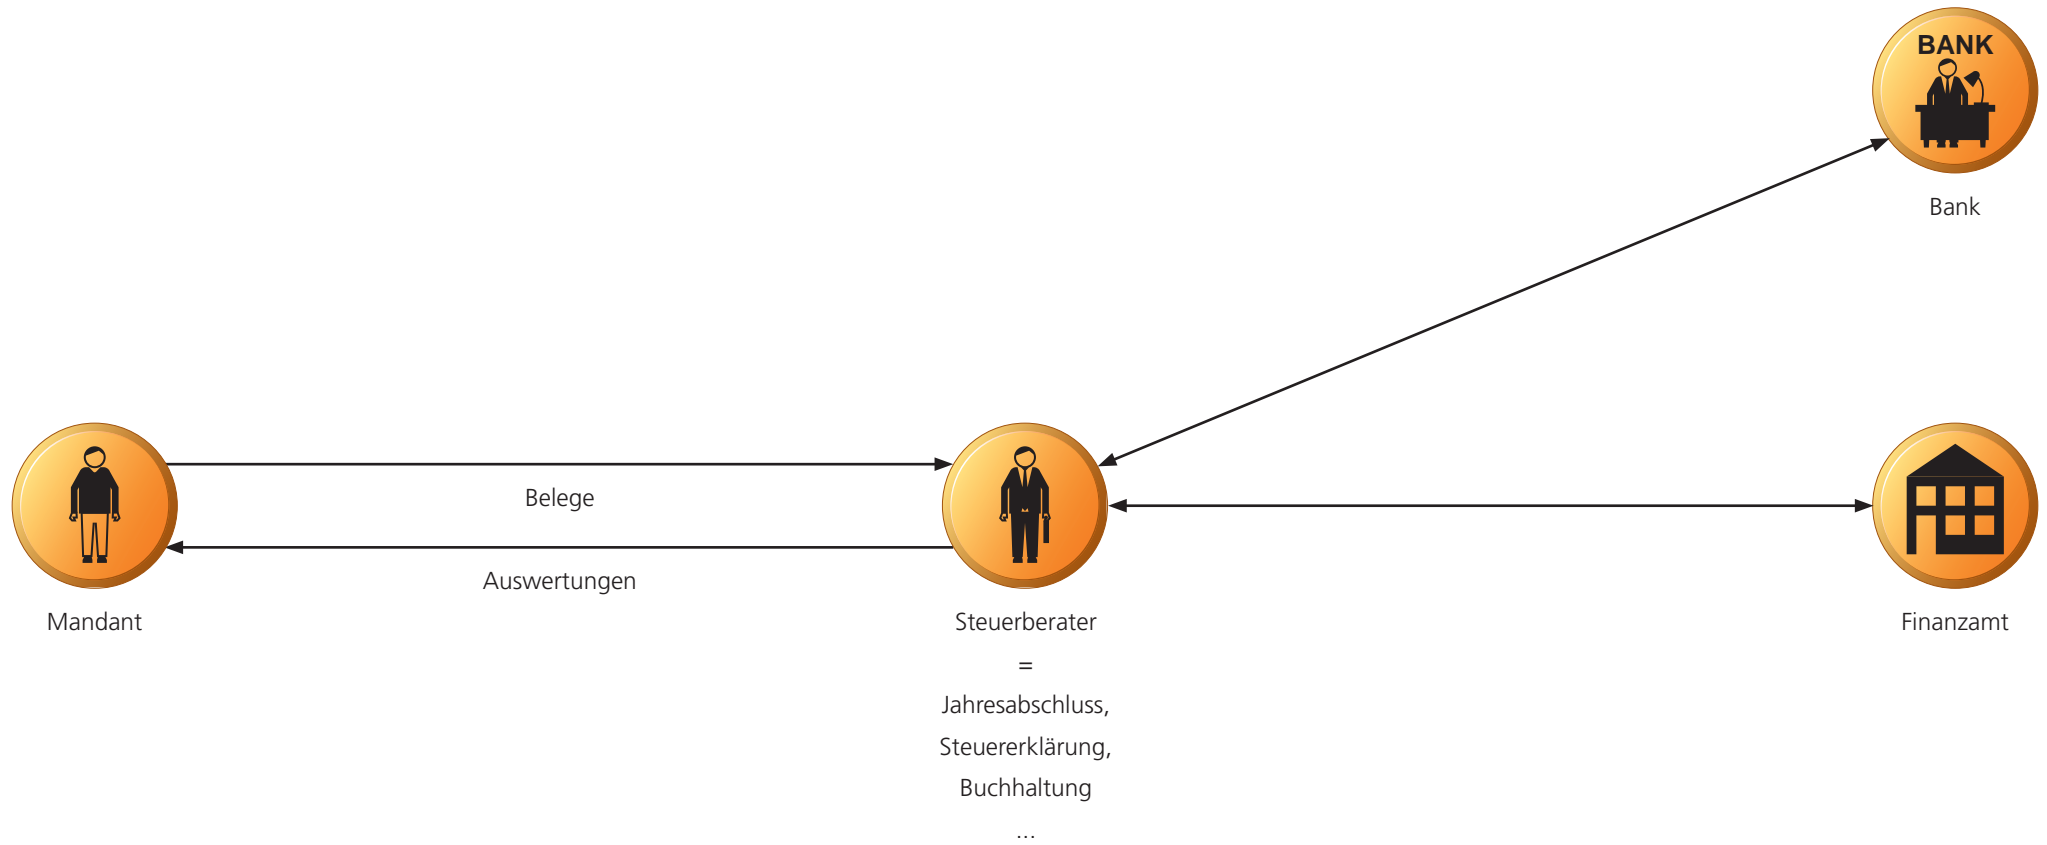 BANK
Bank
Belege
Auswertungen
Mandant
Steuerberater
=
Jahresabschluss,
Steuererklärung,
Buchhaltung
...
Finanzamt